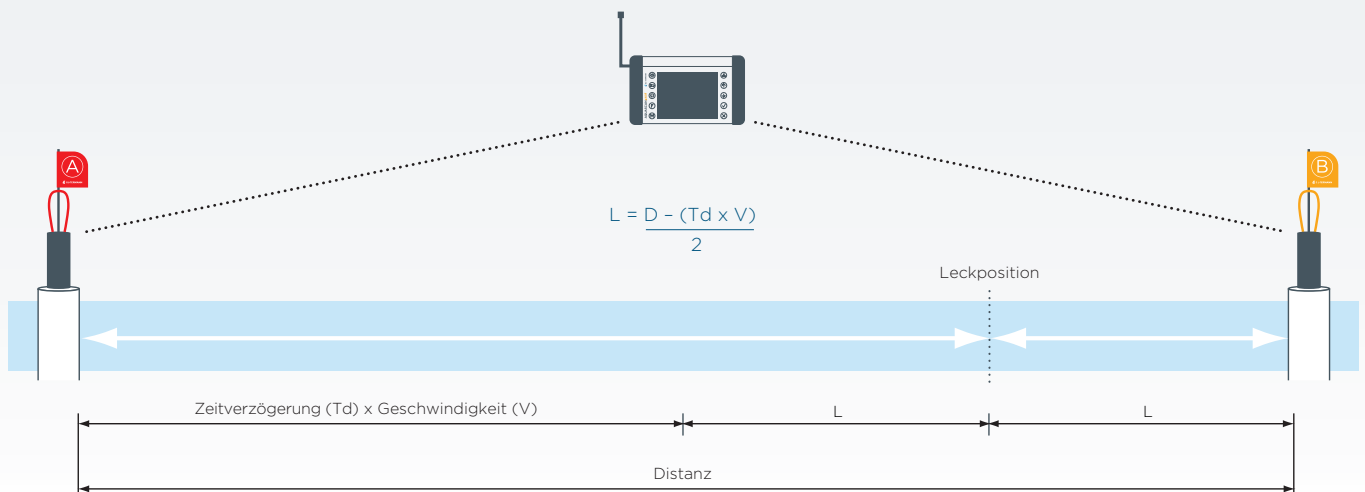 A
B
L = D – (Td x V)
2
Leckposition
Zeitverzögerung (Td) x Geschwindigkeit (V)
L
L
Distanz